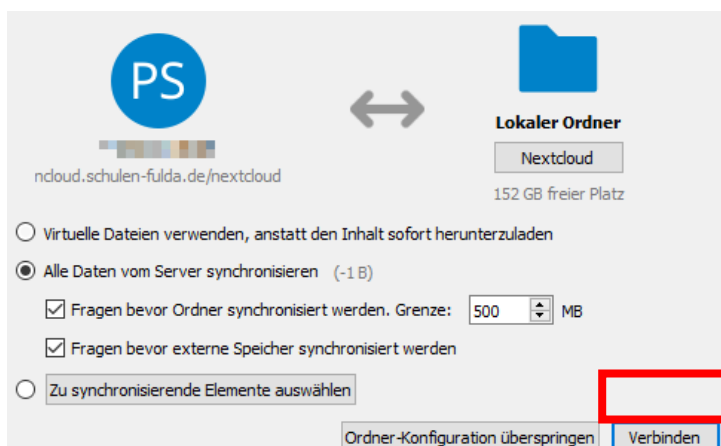 PS
ncloud.schulen-fulda.de/nextcloud
Lokaler Ordner
Nextcloud
152 GB freier Platz
Virtuelle Dateien verwenden, anstatt den Inhalt sofort herunterzuladen
Alle Daten vom Server synchronisieren (-1 B)
Fragen bevor Ordner synchronisiert werden. Grenze: 500 MB
Fragen bevor externe Speicher synchronisiert werden
Zu synchronisierende Elemente auswählen
Ordner-Konfiguration überspringen Verbinden